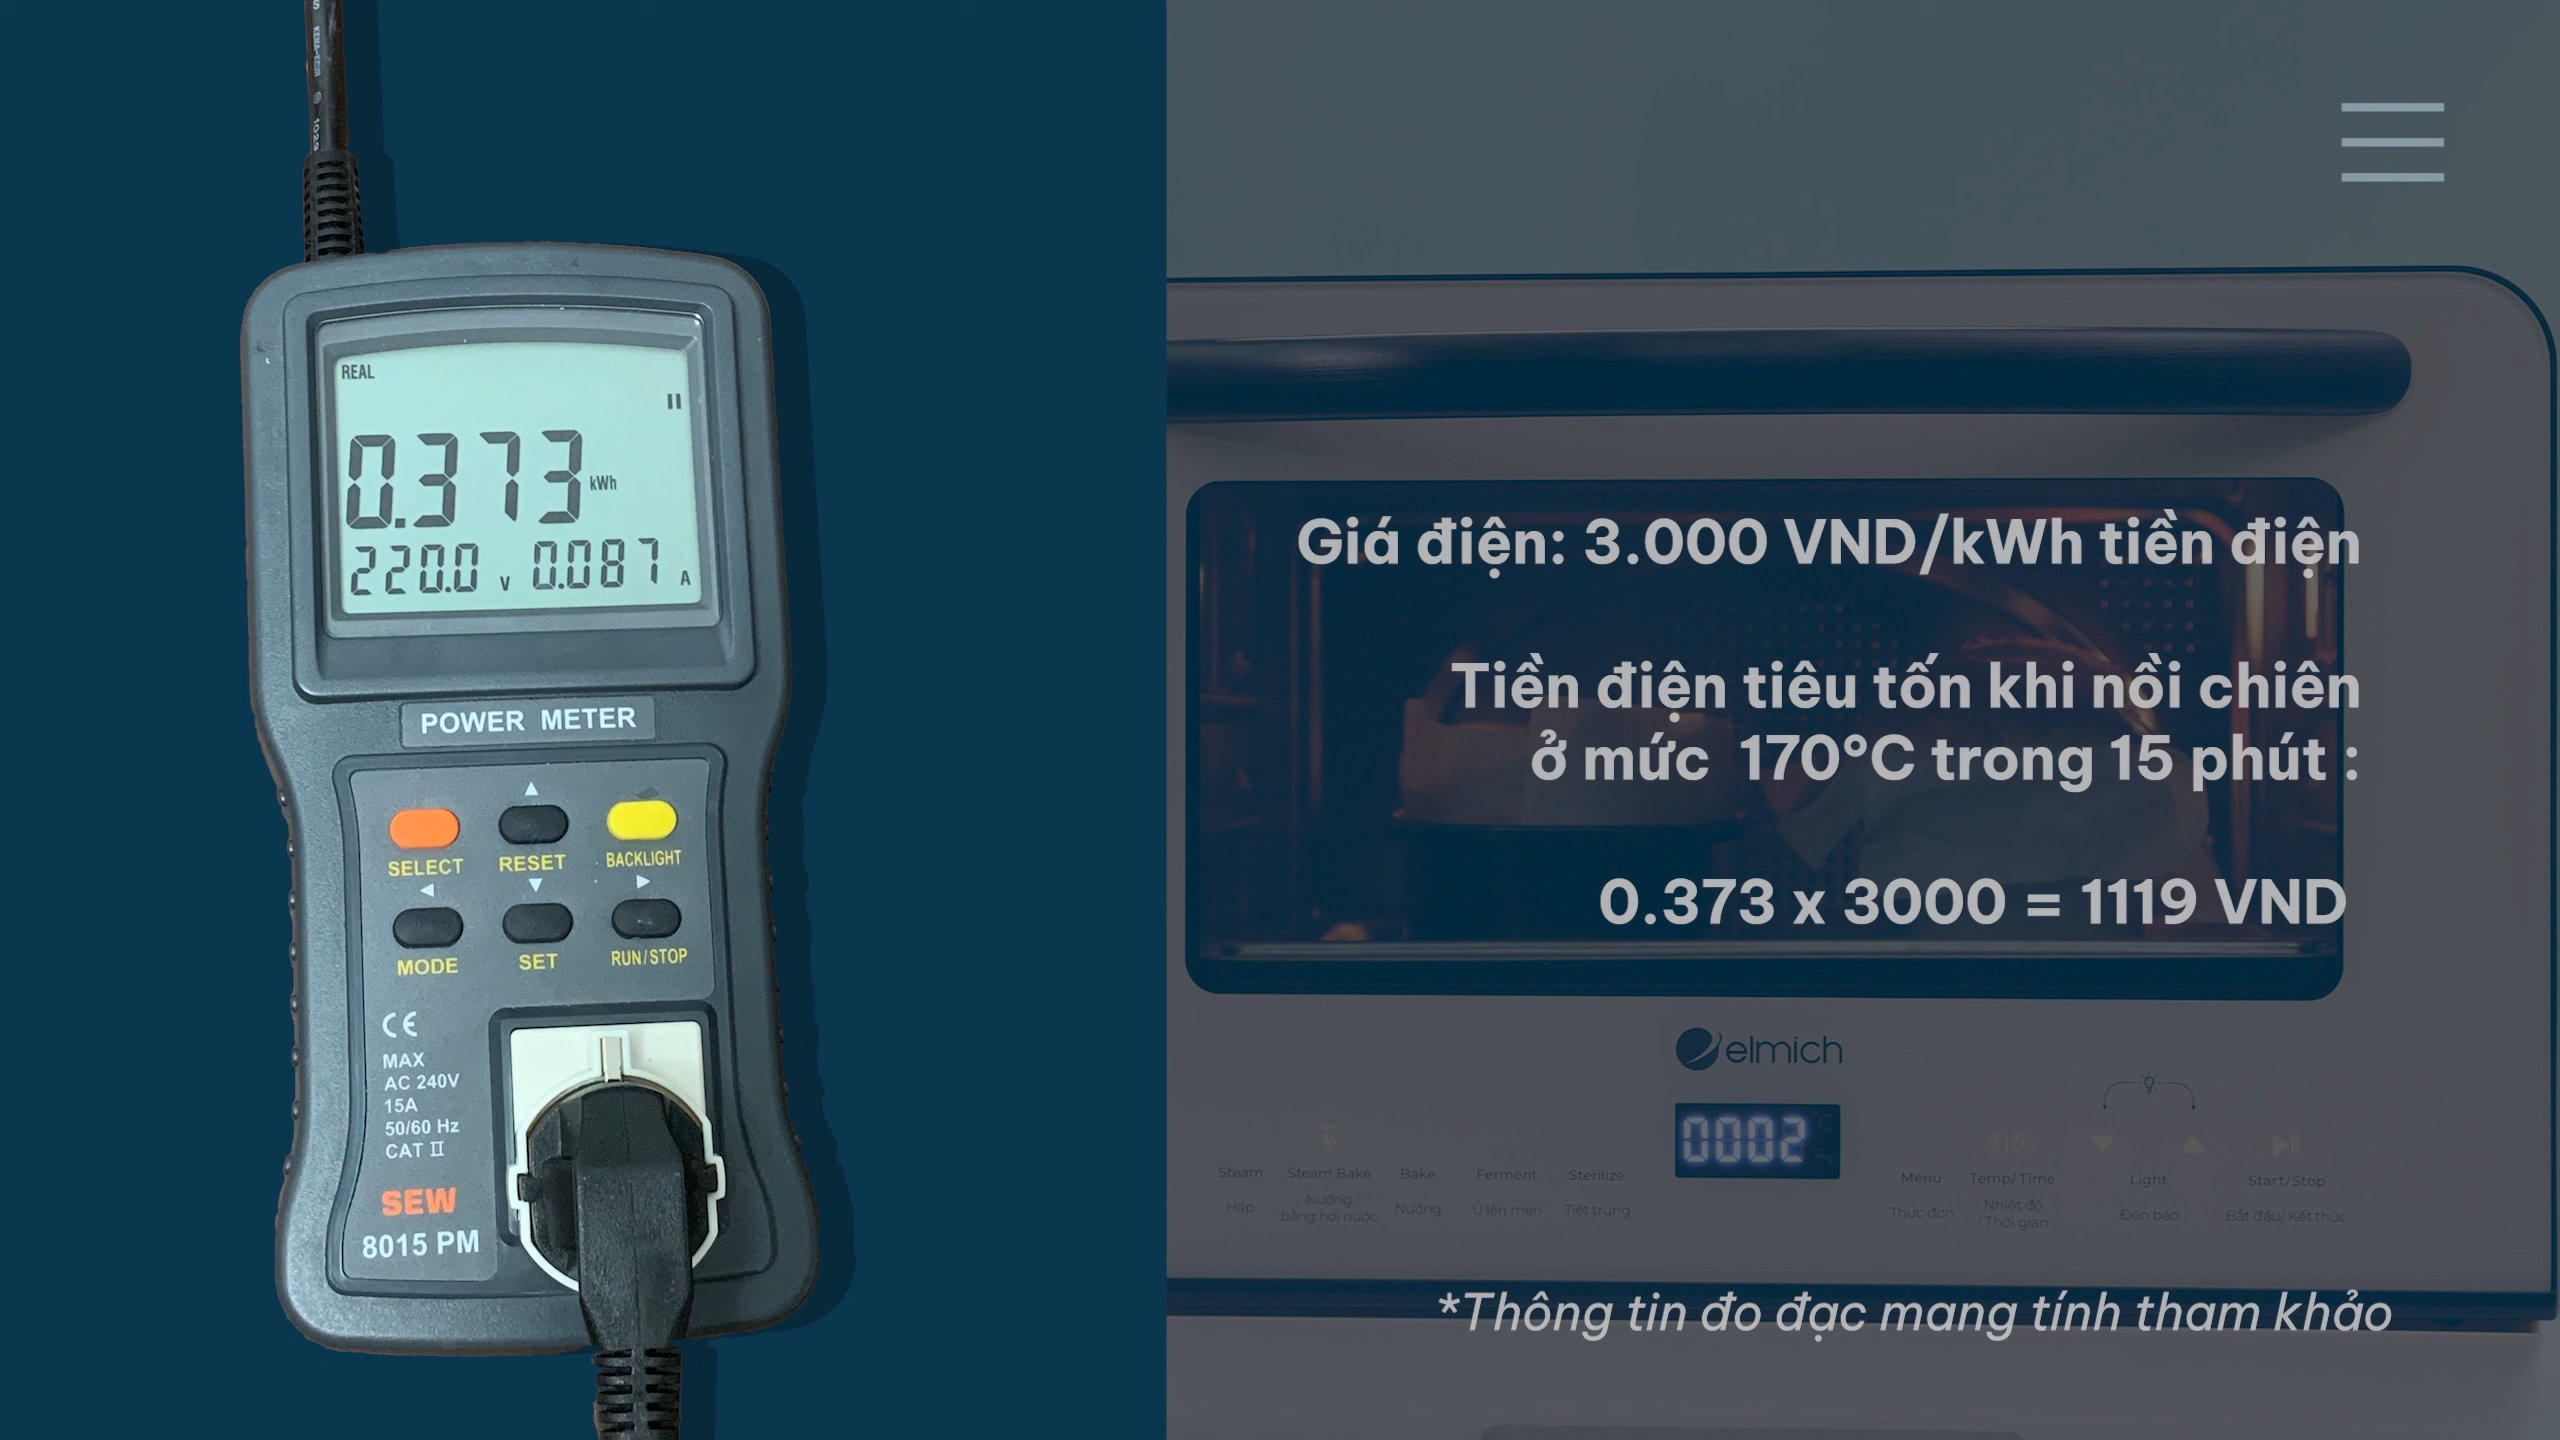 REAL
0.373 kWh
220.0 V 0.087 A
POWER METER
SELECT RESET BACKLIGHT
MODE SET RUN/STOP
CE
MAX
AC 240V
15A
50/60 Hz
CAT II
SEW
8015 PM
Giá điện: 3.000 VND/kWh tiền điện
Tiền điện tiêu tốn khi nồi chiên
ở mức 170°C trong 15 phút :
0.373 x 3000 = 1119 VND
elmich
0002 °C
Steam Steam Bake Bake Ferment Sterilize
Hấp Nướng bằng hơi nước Nướng Ủ lên men Tiệt trùng
Menu Temp/Time Light Start/Stop
Thực đơn Nhiệt độ /Thời gian Đèn báo Bắt đầu/ Kết thúc
*Thông tin đo đạc mang tính tham khảo